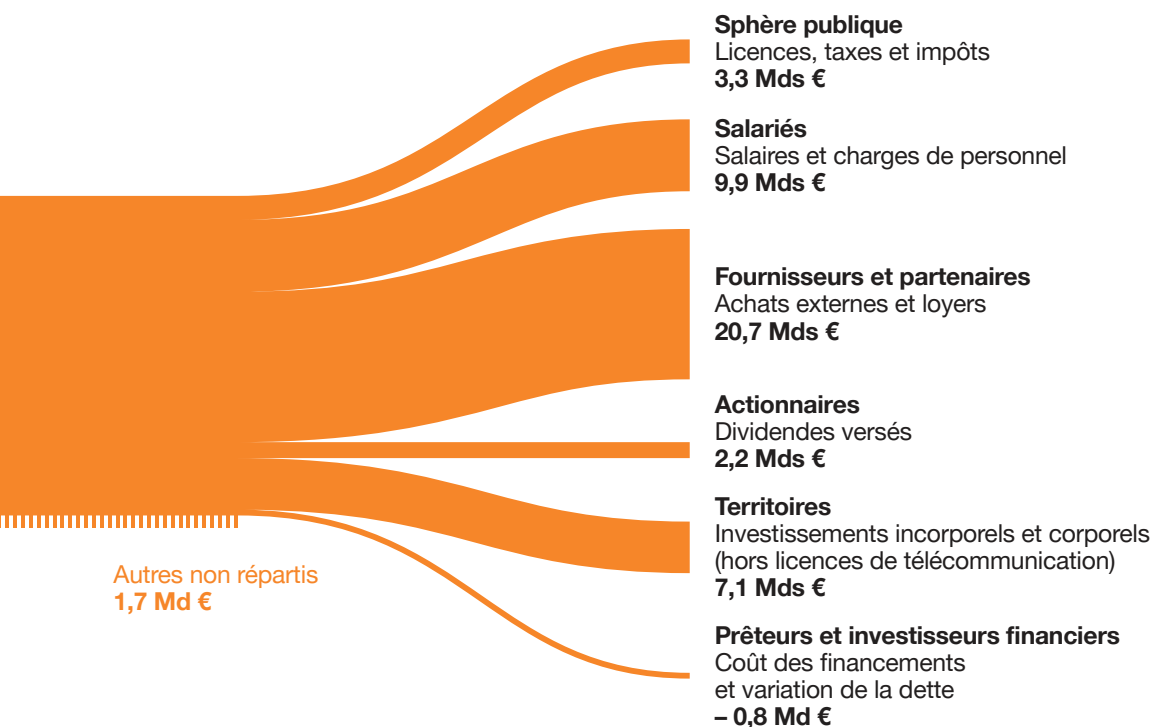 Sphère publique
Licences, taxes et impôts
3,3 Mds €
Salariés
Salaires et charges de personnel
9,9 Mds €
Fournisseurs et partenaires
Achats externes et loyers
20,7 Mds €
Actionnaires
Dividendes versés
2,2 Mds €
Territoires
Investissements incorporels et corporels
(hors licences de télécommunication)
7,1 Mds €
Autres non répartis
1,7 Md €
Prêteurs et investisseurs financiers
Coût des financements
et variation de la dette
– 0,8 Md €